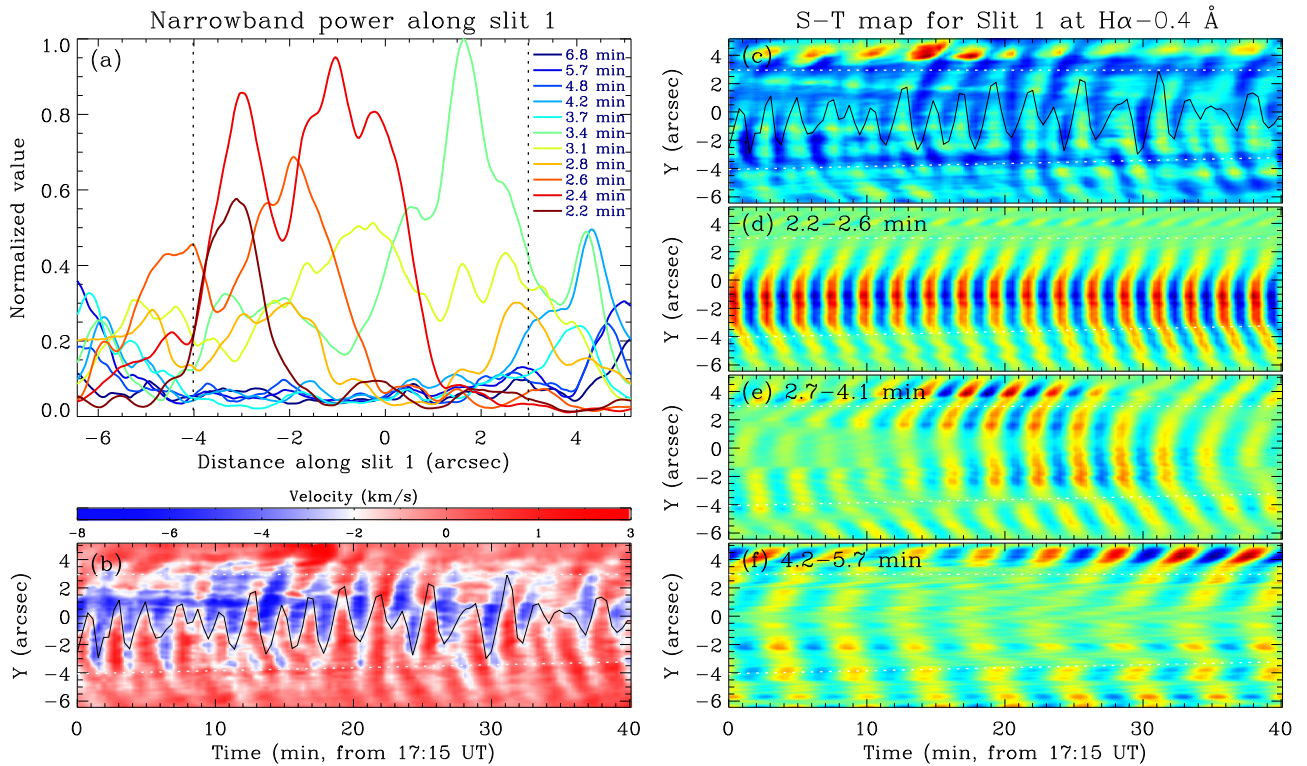 Narrowband power along slit 1
S−T map for Slit 1 at Hα−0.4 Å
(a)
1.0
0.8
0.6
0.4
0.2
0.0
Normalized value
6.8 min
5.7 min
4.8 min
4.2 min
3.7 min
3.4 min
3.1 min
2.8 min
2.6 min
2.4 min
2.2 min
−6 −4 −2 0 2 4
Distance along slit 1 (arcsec)
Velocity (km/s)
−8 −6 −4 −2 0 1 3
(b)
4
2
0
−2
−4
−6
Y (arcsec)
0 10 20 30 40
Time (min, from 17:15 UT)
(c)
4
2
0
−2
−4
−6
Y (arcsec)
(d) 2.2−2.6 min
4
2
0
−2
−4
−6
Y (arcsec)
(e) 2.7−4.1 min
4
2
0
−2
−4
−6
Y (arcsec)
(f) 4.2−5.7 min
4
2
0
−2
−4
−6
Y (arcsec)
0 10 20 30 40
Time (min, from 17:15 UT)